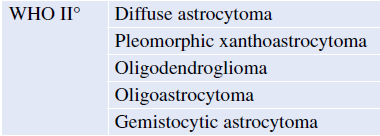 WHO II° Diffuse astrocytoma
Pleomorphic xanthoastrocytoma
Oligodendroglioma
Oligoastrocytoma
Gemistocytic astrocytoma